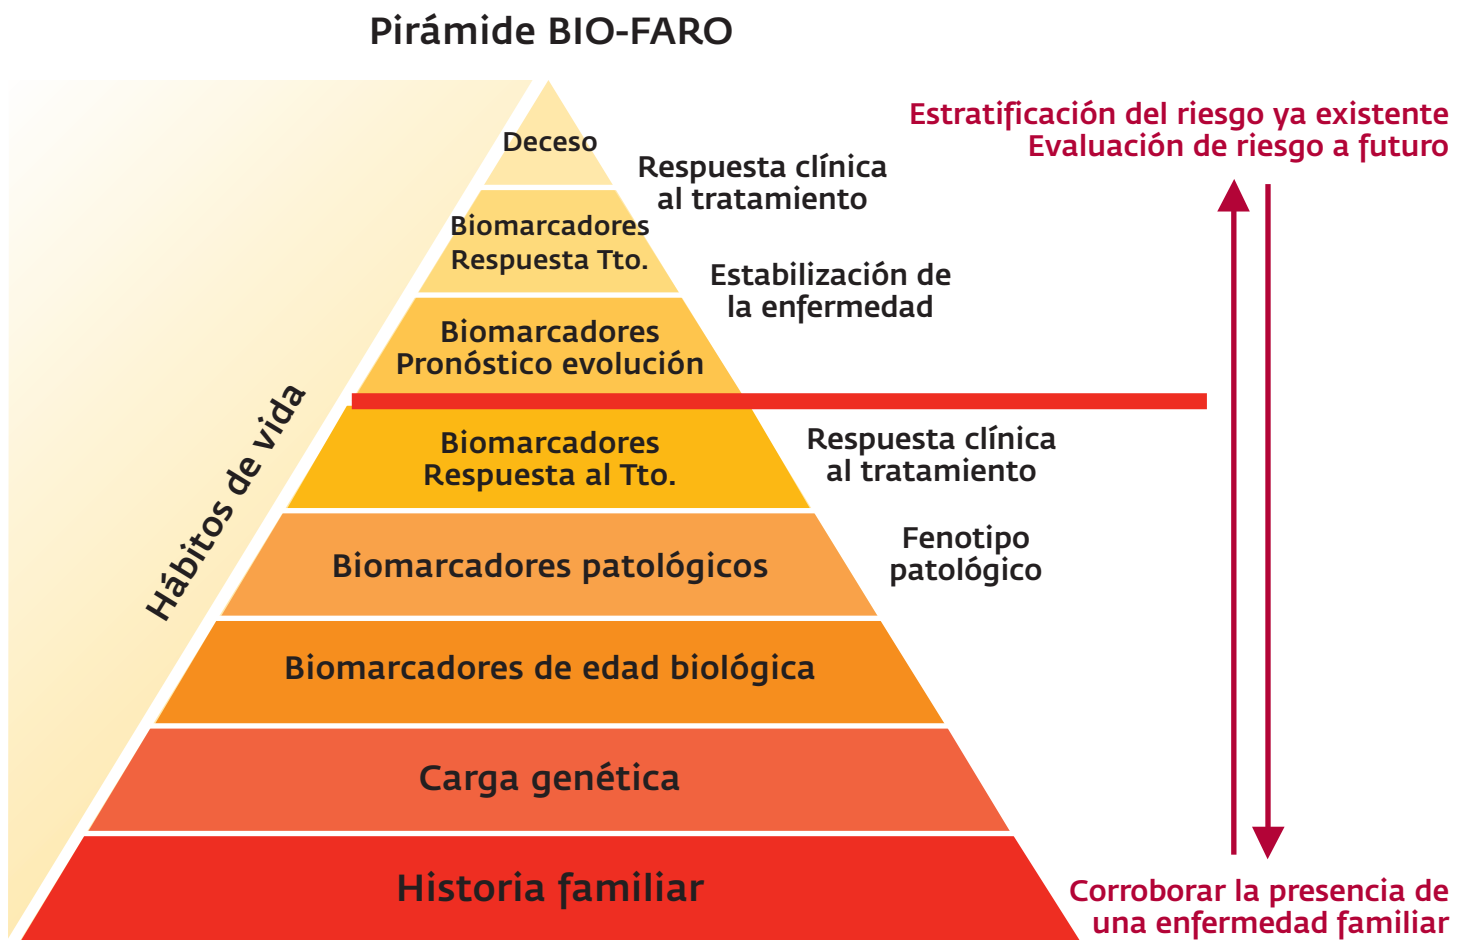 Pirámide BIO-FARO
Deceso
Respuesta clínica
al tratamiento
Biomarcadores
Respuesta Tto.
Estabilización de
la enfermedad
Biomarcadores
Pronóstico evolución
Biomarcadores
Respuesta al Tto.
Respuesta clínica
al tratamiento
Fenotipo
patológico
Biomarcadores patológicos
Biomarcadores de edad biológica
Carga genética
Historia familiar
Hábitos de vida
Estratificación del riesgo ya existente
Evaluación de riesgo a futuro
Corroborar la presencia de
una enfermedad familiar